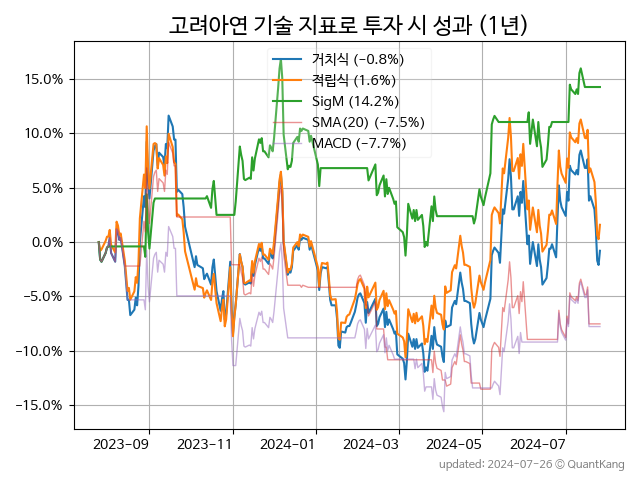 고려아연 기술 지표로 투자 시 성과 (1년)
거치식 (−0.8%)
적립식 (1.6%)
SigM (14.2%)
SMA(20) (−7.5%)
MACD (−7.7%)
15.0%
10.0%
5.0%
0.0%
−5.0%
−10.0%
−15.0%
2023-09 2023-11 2024-01 2024-03 2024-05 2024-07
updated: 2024-07-26 © QuantKang